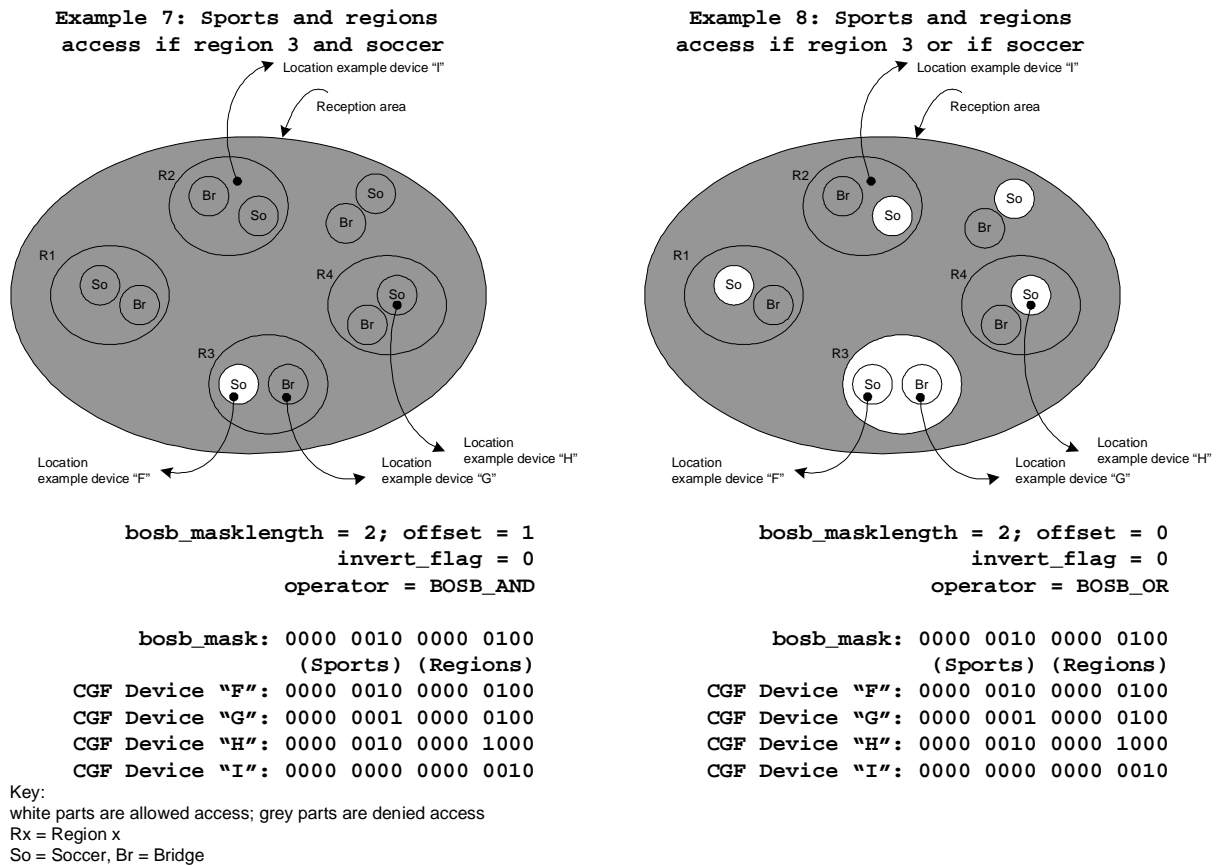 Example 7: Sports and regions
access if region 3 and soccer
Location example device “I”
Reception area
R2
Br
So
So
Br
R1
So
Br
R4
So
Br
R3
So
Br
Location
example device “F”
Location
example device “G”
Location
example device “H”
bosb_masklength = 2; offset = 1
invert_flag = 0
operator = BOSB_AND
bosb_mask: 0000 0010 0000 0100
(Sports) (Regions)
CGF Device “F”: 0000 0010 0000 0100
CGF Device “G”: 0000 0001 0000 0100
CGF Device “H”: 0000 0010 0000 1000
CGF Device “I”: 0000 0000 0000 0010
Example 8: Sports and regions
access if region 3 or if soccer
Location example device “I”
Reception area
R2
Br
So
So
Br
R1
So
Br
R4
So
Br
R3
So
Br
Location
example device “F”
Location
example device “G”
Location
example device “H”
bosb_masklength = 2; offset = 0
invert_flag = 0
operator = BOSB_OR
bosb_mask: 0000 0010 0000 0100
(Sports) (Regions)
CGF Device “F”: 0000 0010 0000 0100
CGF Device “G”: 0000 0001 0000 0100
CGF Device “H”: 0000 0010 0000 1000
CGF Device “I”: 0000 0000 0000 0010
Key:
white parts are allowed access; grey parts are denied access
Rx = Region x
So = Soccer, Br = Bridge